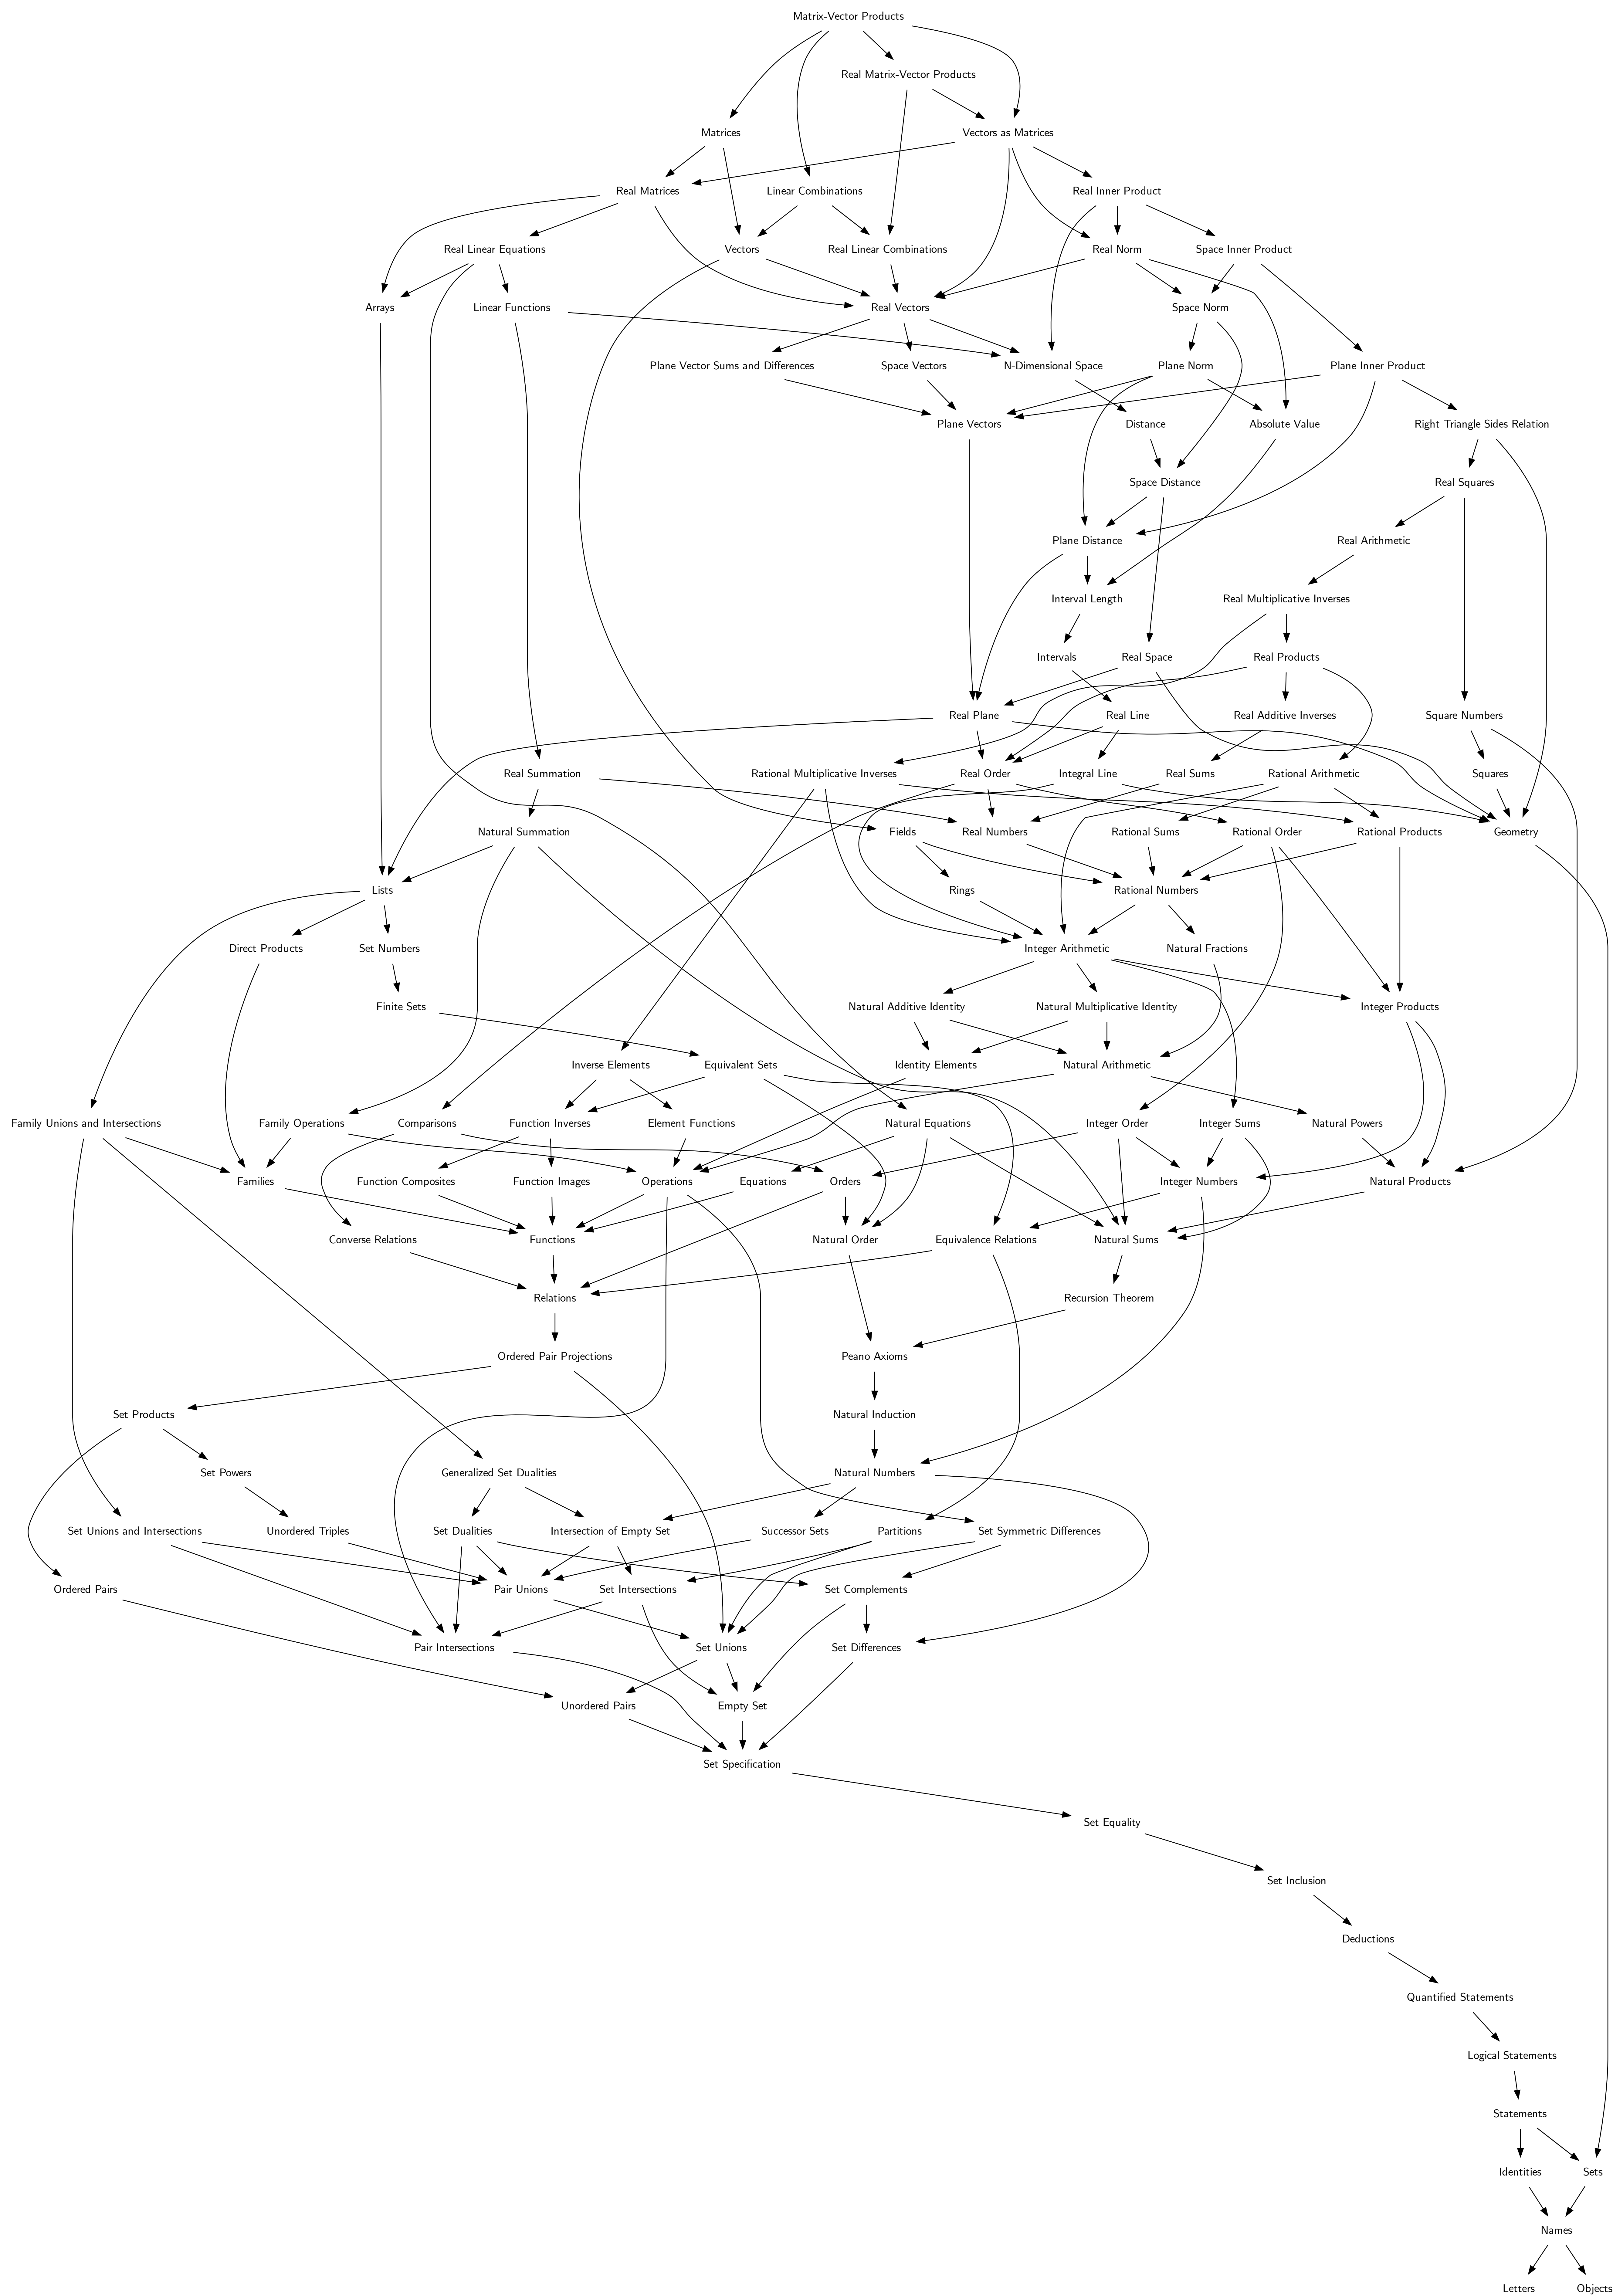 Matrix-Vector Products
Real Matrix-Vector Products
Matrices
Vectors as Matrices
Real Matrices
Linear Combinations
Real Inner Product
Real Linear Equations
Vectors
Real Linear Combinations
Real Norm
Space Inner Product
Arrays
Linear Functions
Real Vectors
Space Norm
Plane Vector Sums and Differences
Space Vectors
N-Dimensional Space
Plane Norm
Plane Inner Product
Plane Vectors
Distance
Absolute Value
Right Triangle Sides Relation
Space Distance
Real Squares
Plane Distance
Real Arithmetic
Interval Length
Real Multiplicative Inverses
Intervals
Real Space
Real Products
Real Plane
Real Line
Real Additive Inverses
Square Numbers
Real Summation
Rational Multiplicative Inverses
Real Order
Integral Line
Real Sums
Rational Arithmetic
Squares
Natural Summation
Fields
Real Numbers
Rational Sums
Rational Order
Rational Products
Geometry
Lists
Rings
Rational Numbers
Direct Products
Set Numbers
Integer Arithmetic
Natural Fractions
Finite Sets
Natural Additive Identity
Natural Multiplicative Identity
Integer Products
Inverse Elements
Equivalent Sets
Identity Elements
Natural Arithmetic
Family Unions and Intersections
Family Operations
Comparisons
Function Inverses
Element Functions
Natural Equations
Integer Order
Integer Sums
Natural Powers
Families
Function Composites
Function Images
Operations
Equations
Orders
Integer Numbers
Natural Products
Converse Relations
Functions
Natural Order
Equivalence Relations
Natural Sums
Relations
Recursion Theorem
Ordered Pair Projections
Peano Axioms
Set Products
Natural Induction
Set Powers
Generalized Set Dualities
Natural Numbers
Set Unions and Intersections
Unordered Triples
Set Dualities
Intersection of Empty Set
Successor Sets
Partitions
Set Symmetric Differences
Ordered Pairs
Pair Unions
Set Intersections
Set Complements
Pair Intersections
Set Unions
Set Differences
Unordered Pairs
Empty Set
Set Specification
Set Equality
Set Inclusion
Deductions
Quantified Statements
Logical Statements
Statements
Identities
Sets
Names
Letters
Objects